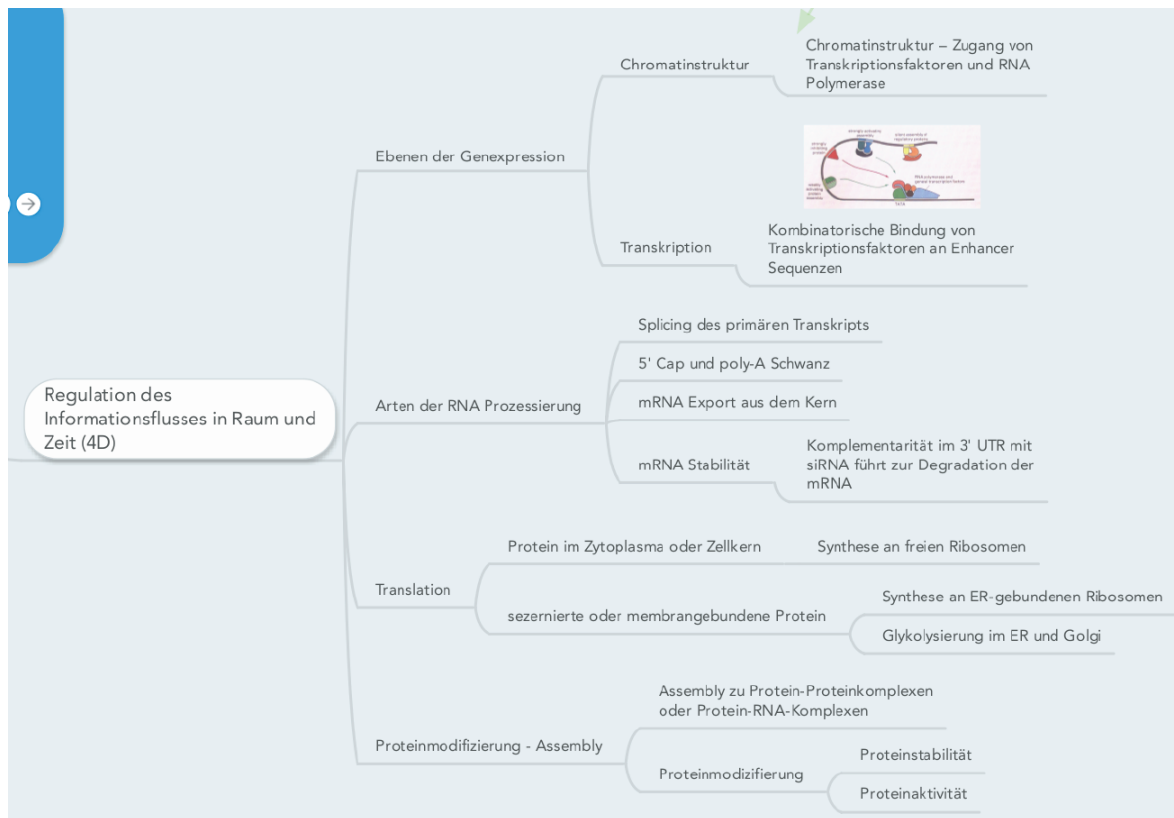 Chromatinstruktur
Chromatinstruktur – Zugang von
Transkriptionsfaktoren und RNA
Polymerase
Ebenen der Genexpression
Transkription
Kombinatorische Bindung von
Transkriptionsfaktoren an Enhancer
Sequenzen
Regulation des
Informationsflusses in Raum und
Zeit (4D)
Arten der RNA Prozessierung
Splicing des primären Transkripts
5' Cap und poly-A Schwanz
mRNA Export aus dem Kern
mRNA Stabilität
Komplementarität im 3' UTR mit
siRNA führt zur Degradation der
mRNA
Translation
Protein im Zytoplasma oder Zellkern
Synthese an freien Ribosomen
sezernierte oder membrangebundene Protein
Synthese an ER-gebundenen Ribosomen
Glykolysierung im ER und Golgi
Proteinmodifizierung - Assembly
Assembly zu Protein-Proteinkomplexen
oder Protein-RNA-Komplexen
Proteinmodizifierung
Proteinstabilität
Proteinaktivität